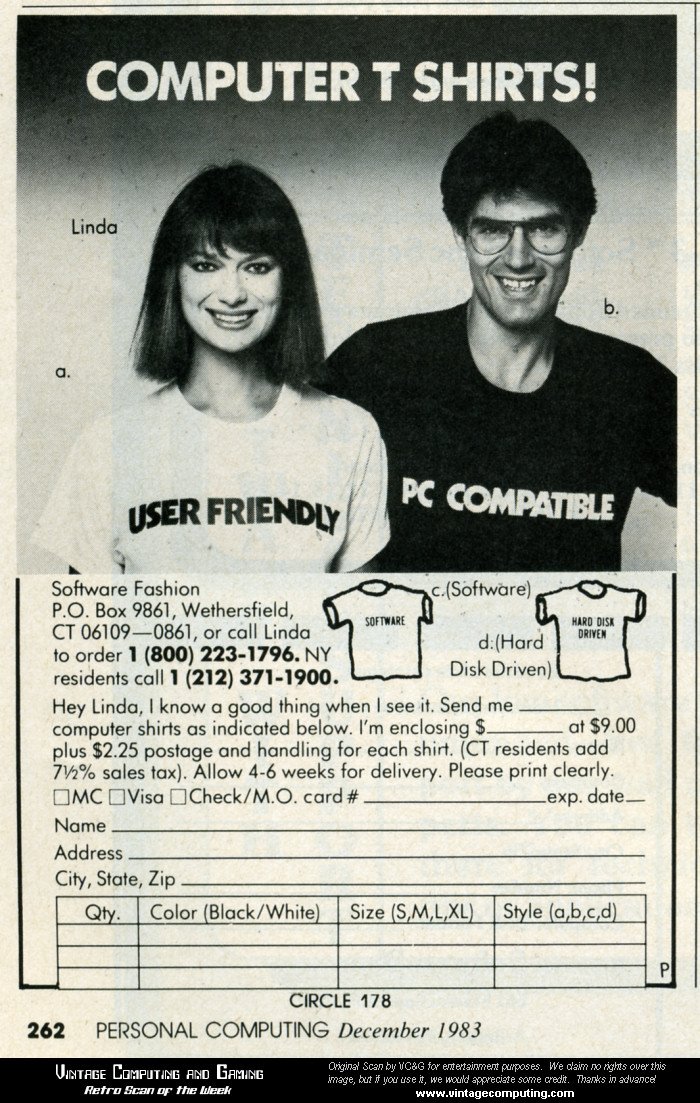 COMPUTER T SHIRTS!
Linda
b.
a.
USER FRIENDLY
PC COMPATIBLE
Software Fashion
P.O. Box 9861, Wethersfield,
CT 06109—0861, or call Linda
to order 1 (800) 223-1796. NY
residents call 1 (212) 371-1900.
SOFTWARE
c.(Software)
d.(Hard
Disk Driven)
HARD DISK
DRIVEN
Hey Linda, I know a good thing when I see it. Send me ________
computer shirts as indicated below. I'm enclosing $________ at $9.00
plus $2.25 postage and handling for each shirt. (CT residents add
7½% sales tax). Allow 4-6 weeks for delivery. Please print clearly.
☐MC ☐Visa ☐Check/M.O. card # ________ exp. date__
Name ________
Address ________
City, State, Zip ________
Qty. Color (Black/White) Size (S,M,L,XL) Style (a,b,c,d)
P
CIRCLE 178
262 PERSONAL COMPUTING December 1983
Vintage Computing and Gaming
Retro Scan of the Week
Original Scan by VC&G for entertainment purposes. We claim no rights over this
image, but if you use it, we would appreciate some credit. Thanks in advance!
www.vintagecomputing.com